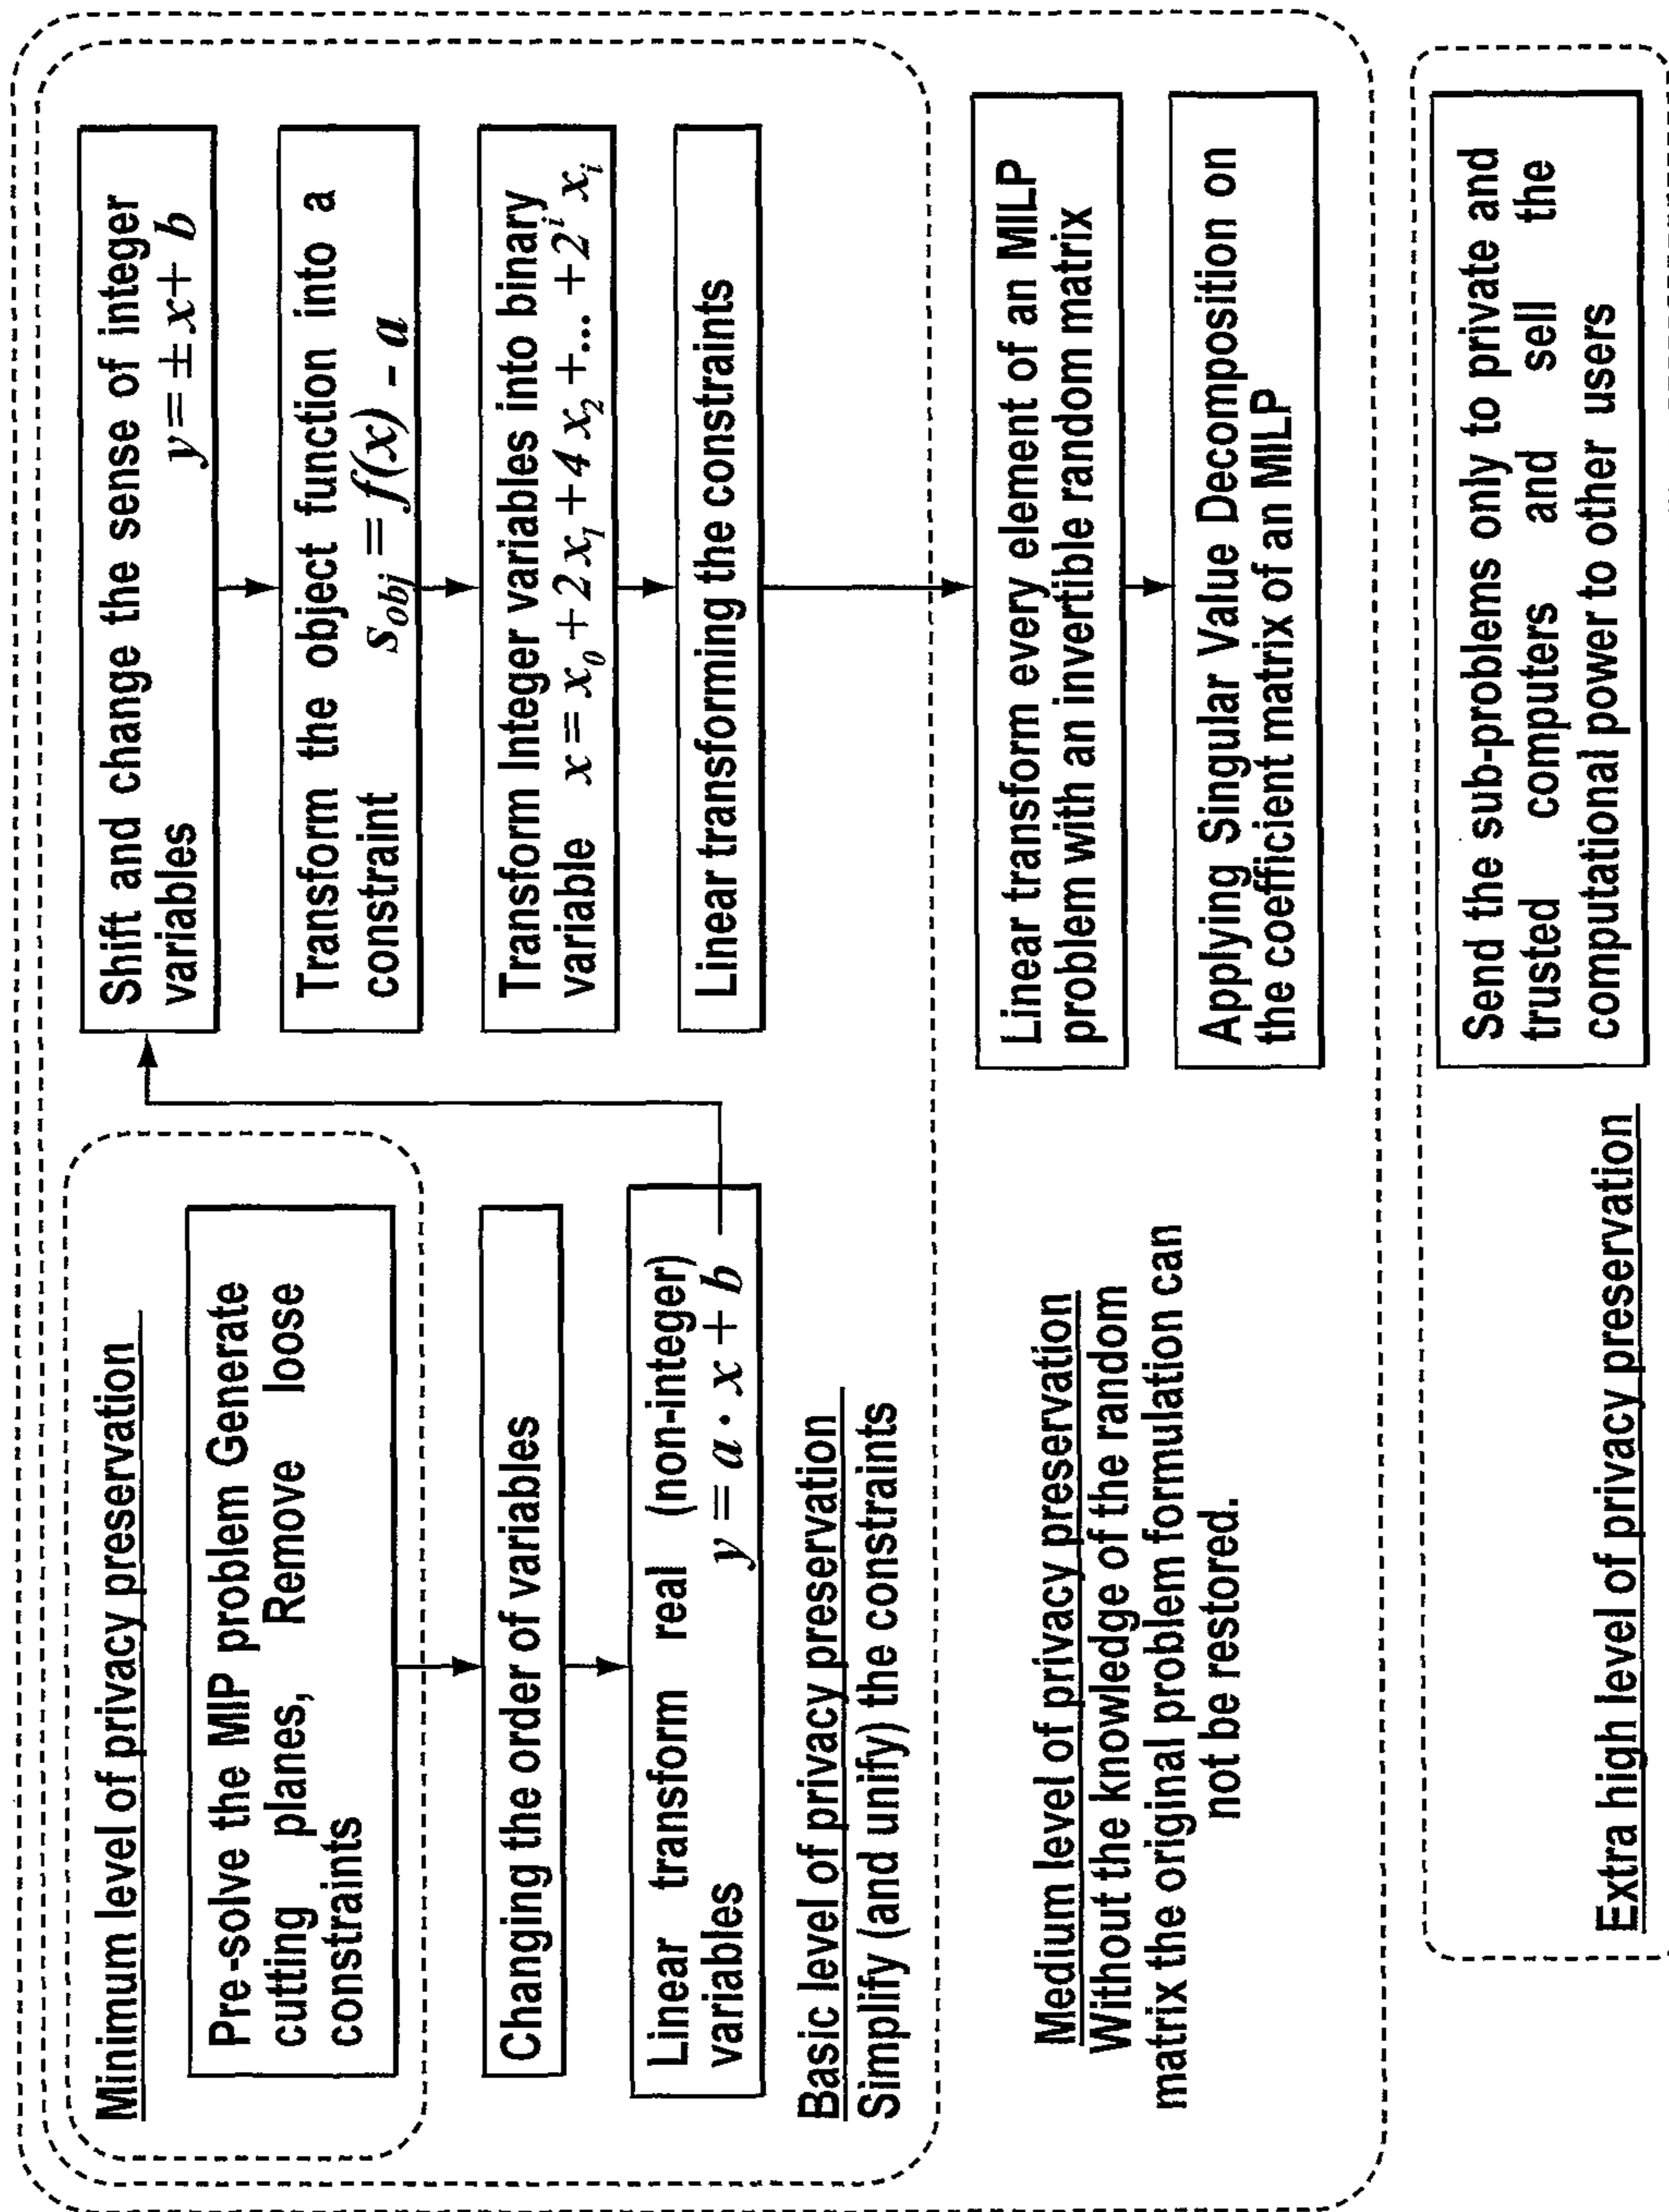 Minimum level of privacy preservation
Pre-solve the MIP problem Generate
cutting planes, Remove loose
constraints
Changing the order of variables
Linear transform real (non-integer)
variables y = a · x + b
Basic level of privacy preservation
Simplify (and unify) the constraints
Shift and change the sense of integer
variables y = ± x + b
Transform the object function into a
constraint s_obj = f(x) - a
Transform Integer variables into binary
variable x = x_0 + 2 x_1 + 4 x_2 + ... + 2^i x_i
Linear transforming the constraints
Medium level of privacy preservation
Without the knowledge of the random
matrix the original problem formulation can
not be restored.
Linear transform every element of an MILP
problem with an invertible random matrix
Applying Singular Value Decomposition on
the coefficient matrix of an MILP
Extra high level of privacy preservation
Send the sub-problems only to private and
trusted computers and sell the
computational power to other users